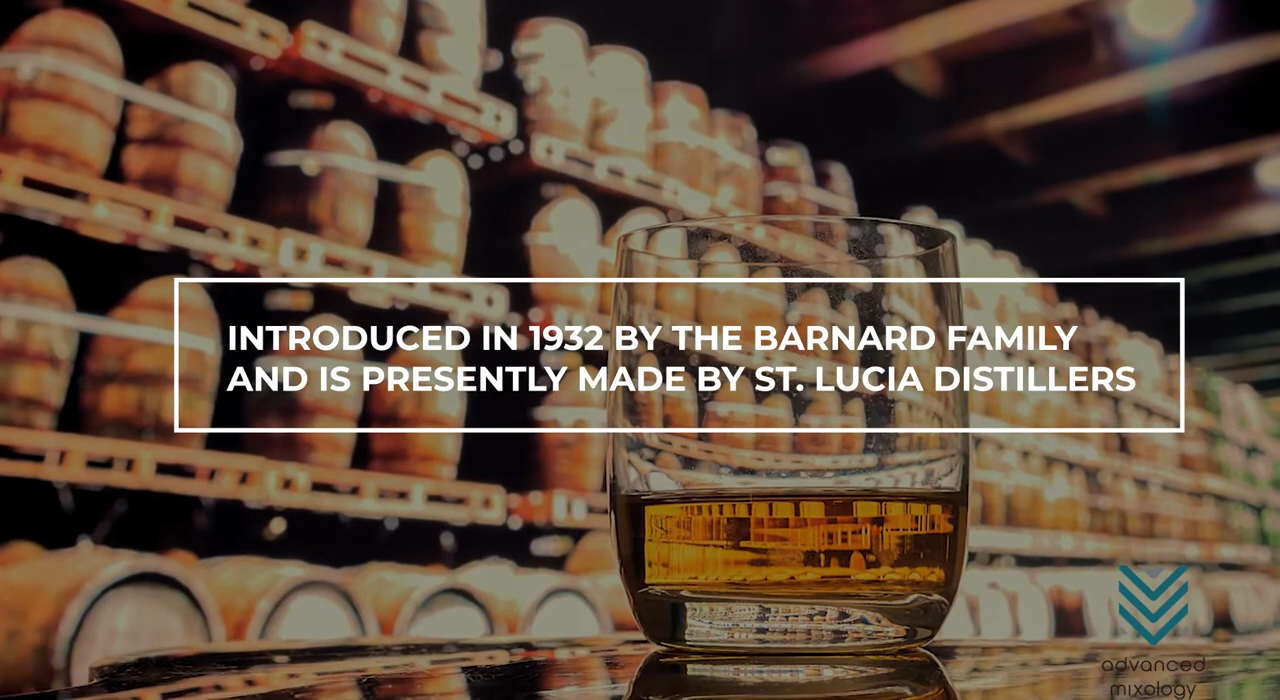 INTRODUCED IN 1932 BY THE BARNARD FAMILY
AND IS PRESENTLY MADE BY ST. LUCIA DISTILLERS
advanced
mixology